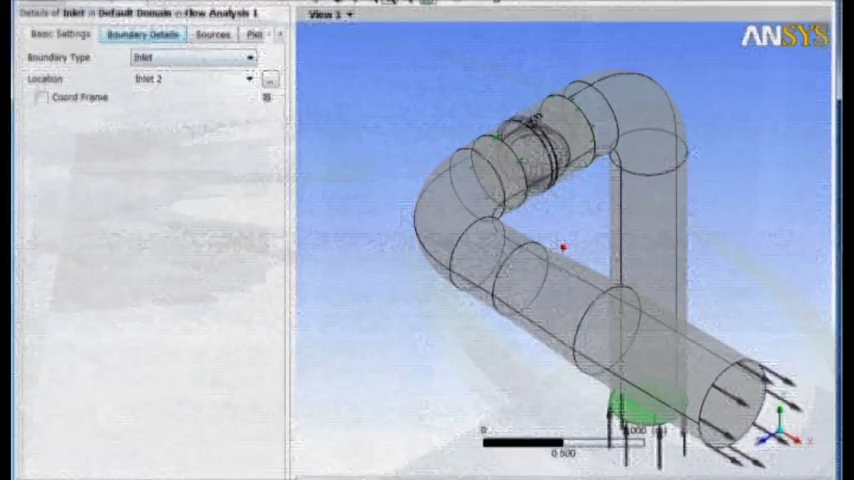 Details of Inlet in Default Domain in Flow Analysis 1
View 1
Basic Settings Boundary Details Sources
ANSYS
Boundary Type Inlet
Location Inlet 2
...
Coord Frame
0
(m)
0.500
X